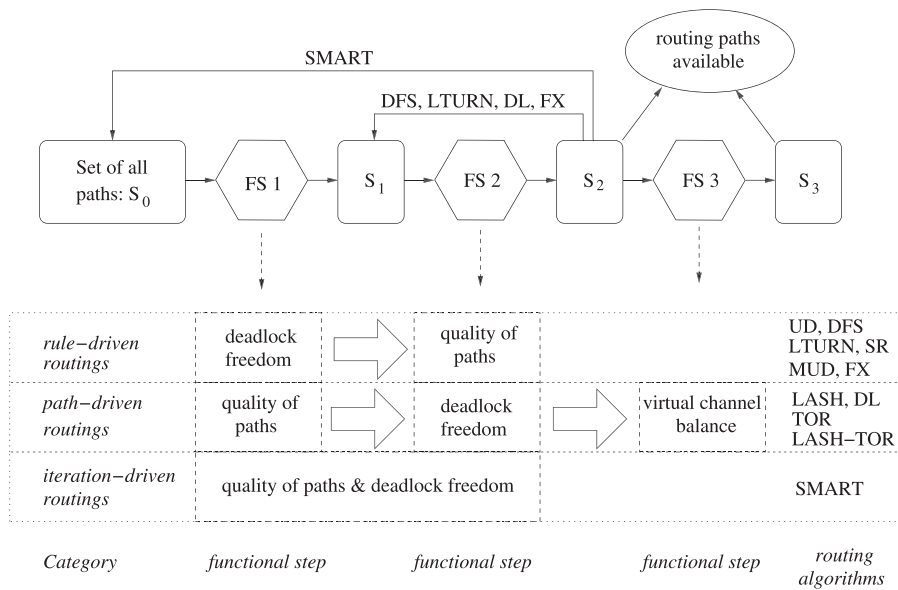 routing paths
available
SMART
DFS, LTURN, DL, FX
Set of all
paths: S0
FS 1
S1
FS 2
S2
FS 3
S3
rule−driven
routings
deadlock
freedom
quality of
paths
UD, DFS
LTURN, SR
MUD, FX
path−driven
routings
quality of
paths
deadlock
freedom
virtual channel
balance
LASH, DL
TOR
LASH−TOR
iteration−driven
routings
quality of paths & deadlock freedom
SMART
Category
functional step
functional step
functional step
routing
algorithms